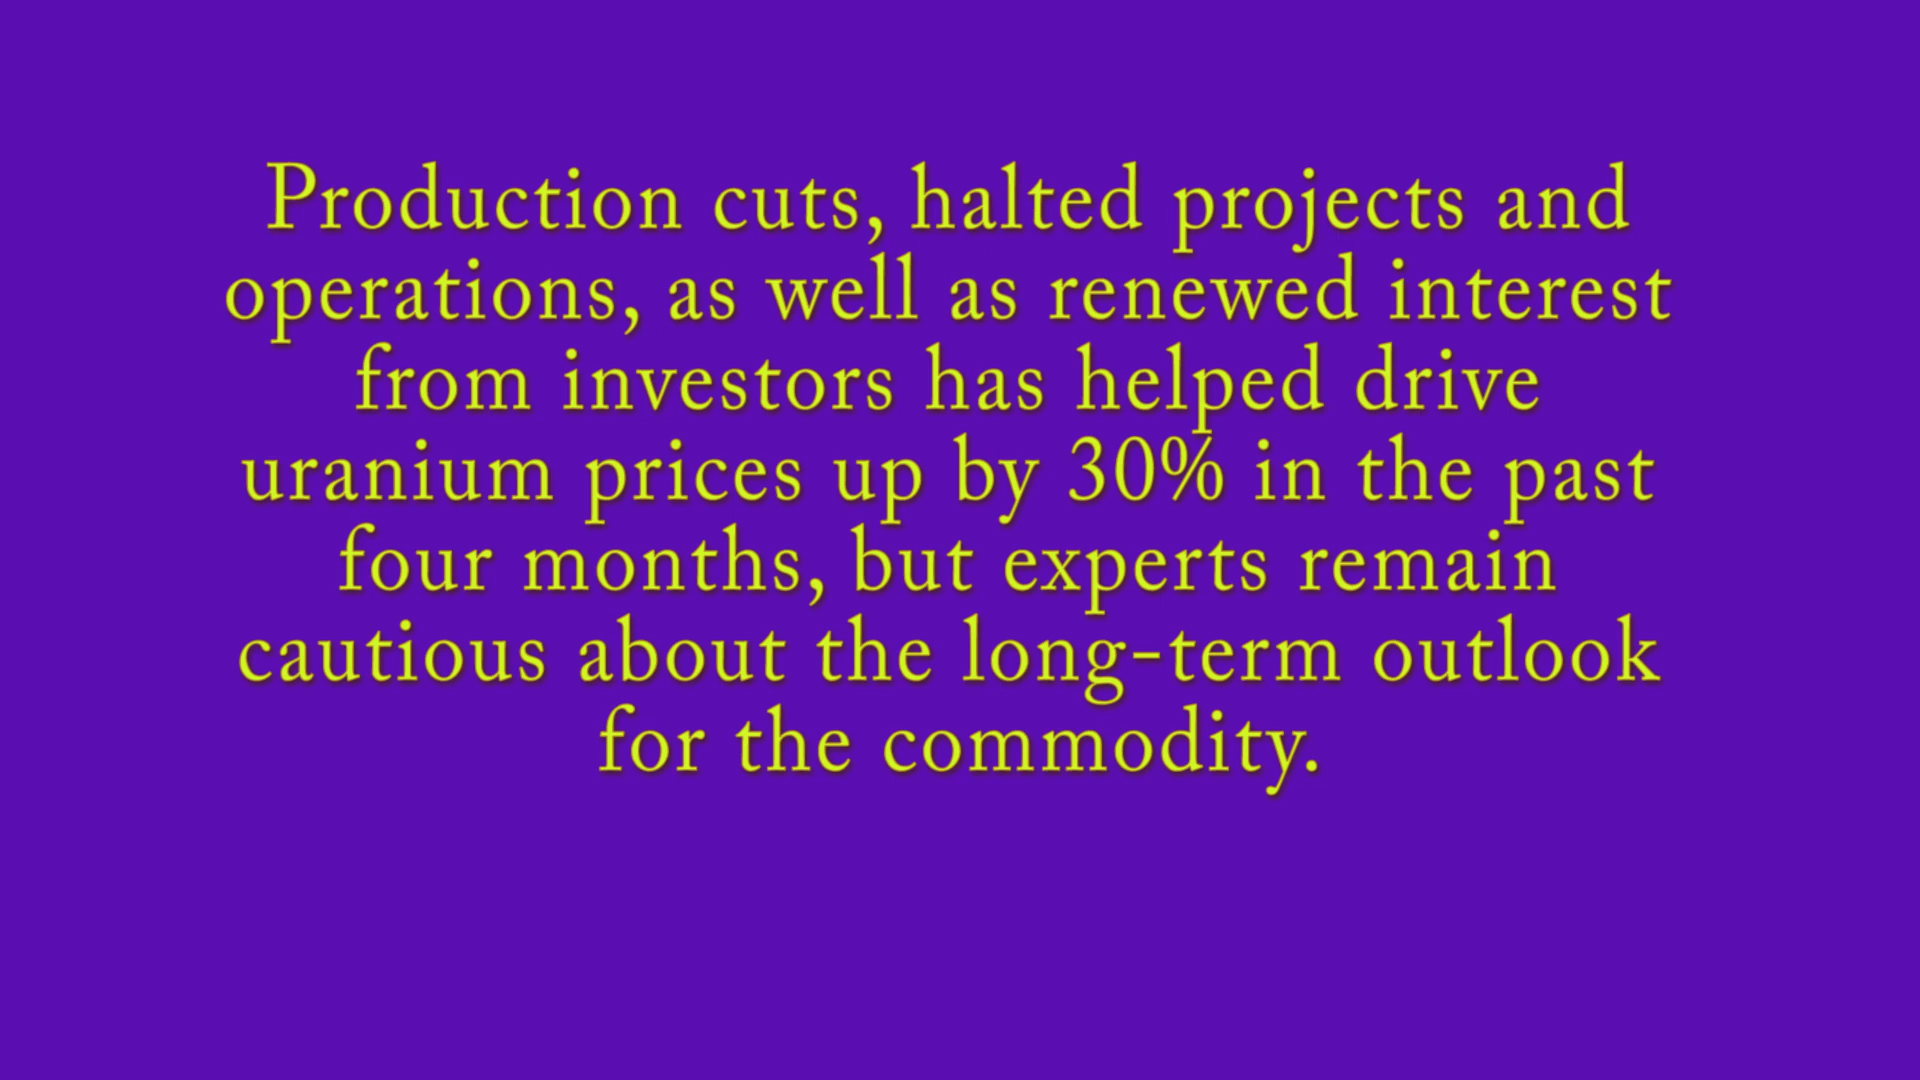 Production cuts, halted projects and
operations, as well as renewed interest
from investors has helped drive
uranium prices up by 30% in the past
four months, but experts remain
cautious about the long-term outlook
for the commodity.